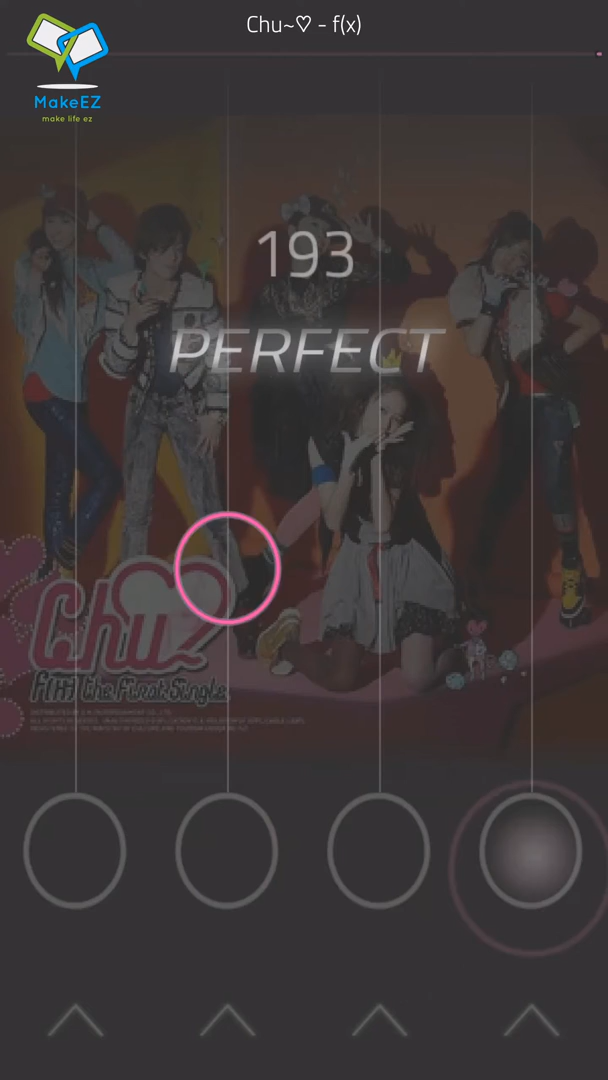 Chu~♡ - f(x)
MakeEZ
make life ez
193
PERFECT
Chu
f(x) the First Single